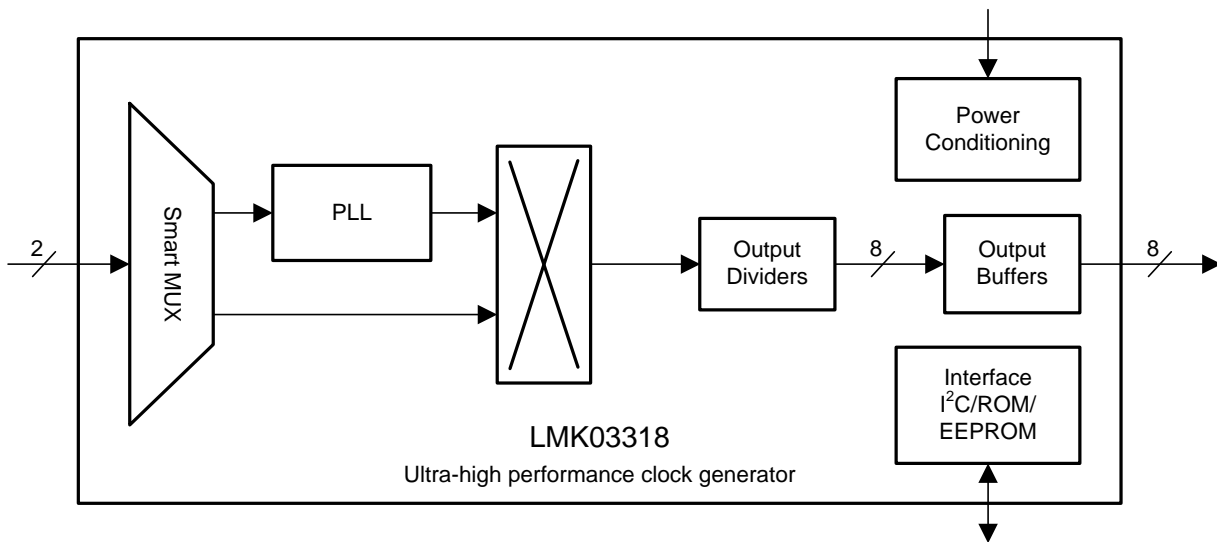 Power
Conditioning
Smart MUX
PLL
2
Output
Dividers
8
Output
Buffers
8
Interface
I²C/ROM/
EEPROM
LMK03318
Ultra-high performance clock generator